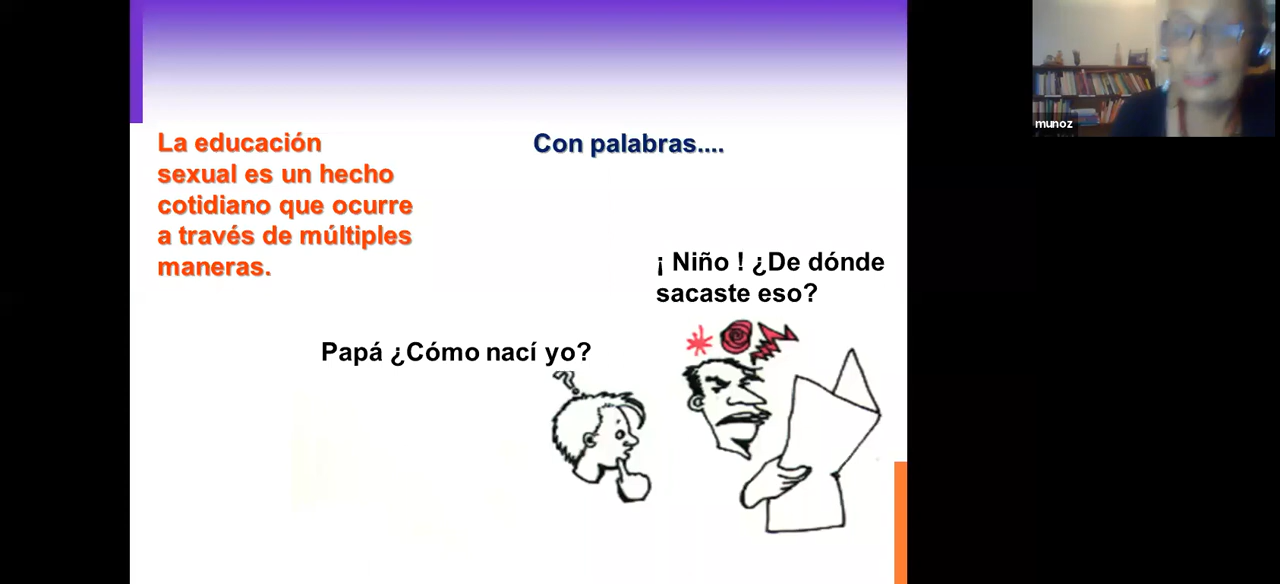 La educación
sexual es un hecho
cotidiano que ocurre
a través de múltiples
maneras.
Con palabras....
¡ Niño ! ¿De dónde
sacaste eso?
Papá ¿Cómo nací yo?
?
munoz